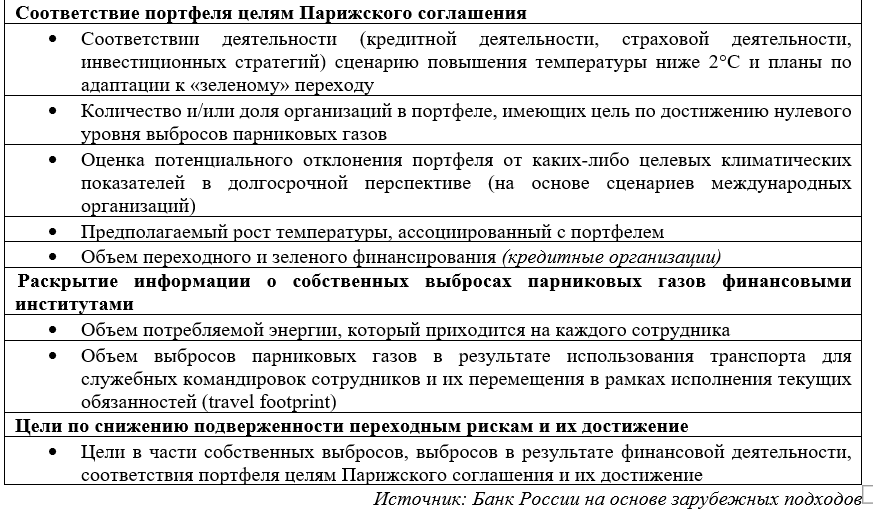 Соответствие портфеля целям Парижского соглашения
• Соответствии деятельности (кредитной деятельности, страховой деятельности,
инвестиционных стратегий) сценарию повышения температуры ниже 2°C и планы по
адаптации к «зеленому» переходу
• Количество и/или доля организаций в портфеле, имеющих цель по достижению нулевого
уровня выбросов парниковых газов
• Оценка потенциального отклонения портфеля от каких-либо целевых климатических
показателей в долгосрочной перспективе (на основе сценариев международных
организаций)
• Предполагаемый рост температуры, ассоциированный с портфелем
• Объем переходного и зеленого финансирования (кредитные организации)
Раскрытие информации о собственных выбросах парниковых газов финансовыми
институтами
• Объем потребляемой энергии, который приходится на каждого сотрудника
• Объем выбросов парниковых газов в результате использования транспорта для
служебных командировок сотрудников и их перемещения в рамках исполнения текущих
обязанностей (travel footprint)
Цели по снижению подверженности переходным рискам и их достижение
• Цели в части собственных выбросов, выбросов в результате финансовой деятельности,
соответствия портфеля целям Парижского соглашения и их достижение
Источник: Банк России на основе зарубежных подходов